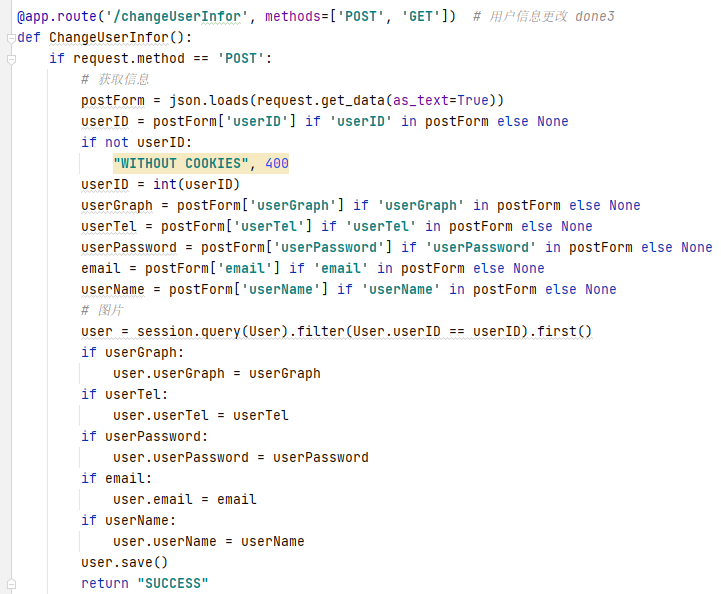 @app.route('/changeUserInfor', methods=['POST', 'GET'])  # 用户信息更改 done3
def ChangeUserInfor():
    if request.method == 'POST':
        # 获取信息
        postForm = json.loads(request.get_data(as_text=True))
        userID = postForm['userID'] if 'userID' in postForm else None
        if not userID:
            "WITHOUT COOKIES", 400
        userID = int(userID)
        userGraph = postForm['userGraph'] if 'userGraph' in postForm else None
        userTel = postForm['userTel'] if 'userTel' in postForm else None
        userPassword = postForm['userPassword'] if 'userPassword' in postForm else None
        email = postForm['email'] if 'email' in postForm else None
        userName = postForm['userName'] if 'userName' in postForm else None
        # 图片
        user = session.query(User).filter(User.userID == userID).first()
        if userGraph:
            user.userGraph = userGraph
        if userTel:
            user.userTel = userTel
        if userPassword:
            user.userPassword = userPassword
        if email:
            user.email = email
        if userName:
            user.userName = userName
        user.save()
        return "SUCCESS"